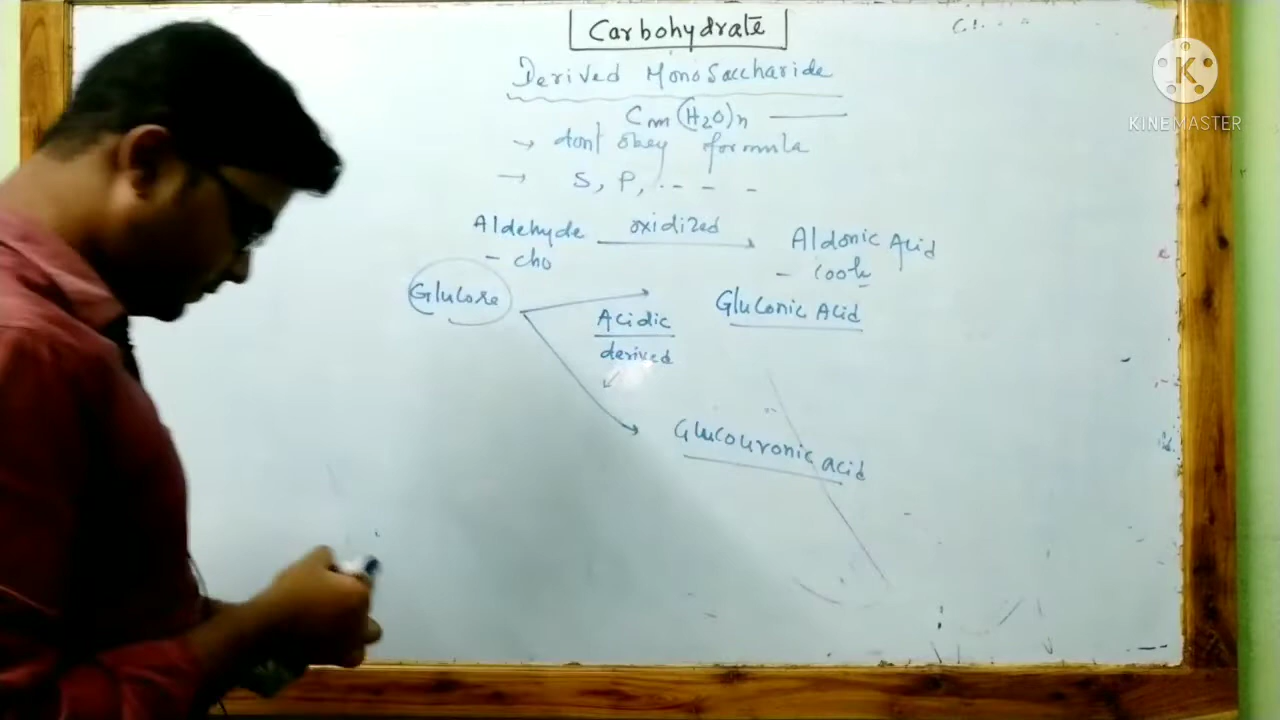 Carbohydrate
Derived MonoSaccharide
Cm(H2O)n
→ dont obey formula
→ S, P, . - - -
Aldehyde oxidized Aldonic Acid
- cho - cooh
Glucose Gluconic Acid
Acidic
derived
Glucouronic acid
K
KINEMASTER